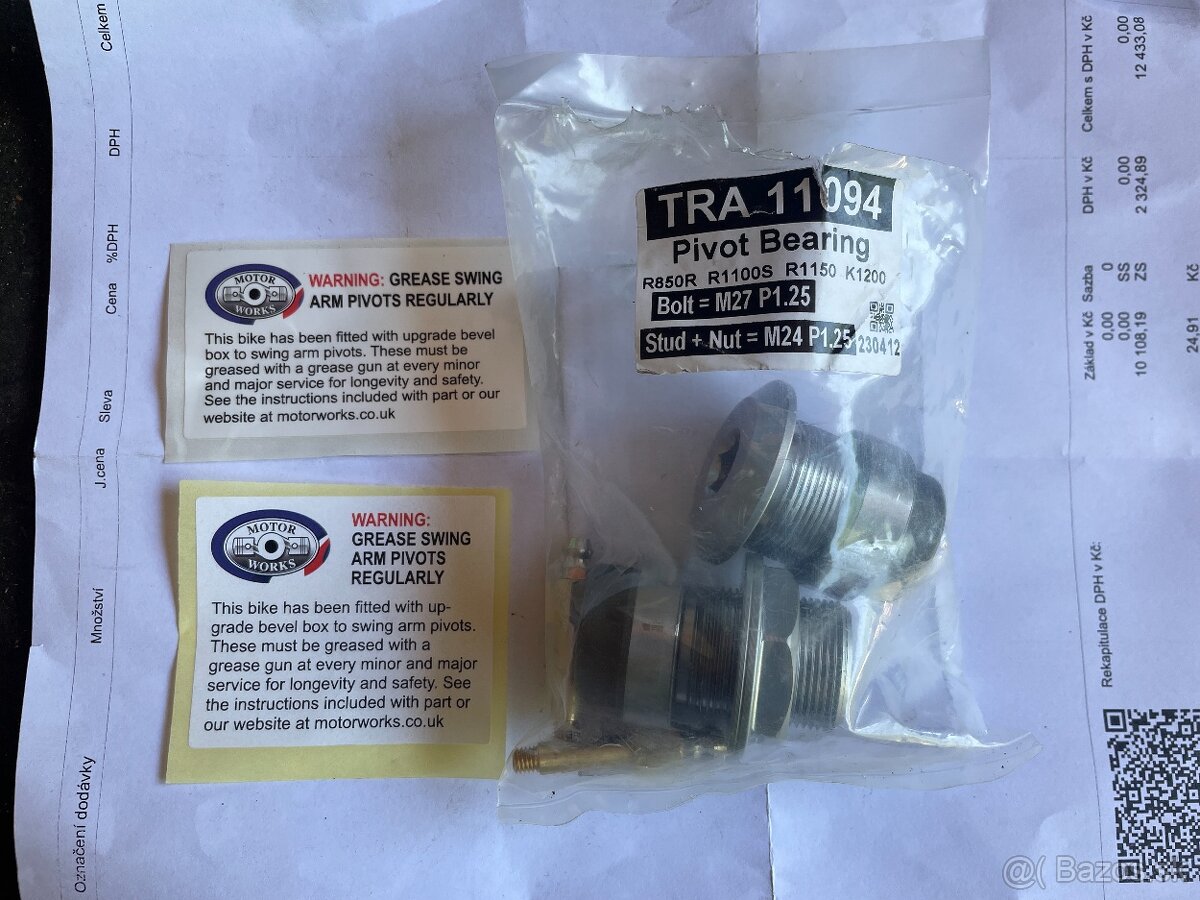 MOTOR
WORKS
WARNING: GREASE SWING
ARM PIVOTS REGULARLY
This bike has been fitted with upgrade bevel
box to swing arm pivots. These must be
greased with a grease gun at every minor
and major service for longevity and safety.
See the instructions included with part or our
website at motorworks.co.uk
MOTOR
WORKS
WARNING:
GREASE SWING
ARM PIVOTS
REGULARLY
This bike has been fitted with up-
grade bevel box to swing arm pivots.
These must be greased with a
grease gun at every minor and major
service for longevity and safety. See
the instructions included with part or
our website at motorworks.co.uk
TRA 11094
Pivot Bearing
R850R R1100S R1150 K1200
Bolt = M27 P1.25
Stud + Nut = M24 P1.25
230412
Označení dodávky
Množství
J.cena
Sleva
Cena
%DPH
DPH
Celkem
Základ v Kč Sazba DPH v Kč Celkem s DPH v Kč
0,00 0
0,00 SS 0,00 0,00
10 108,19 ZS 2 324,89 12 433,08
24,91 Kč
Rekapitulace DPH v Kč: